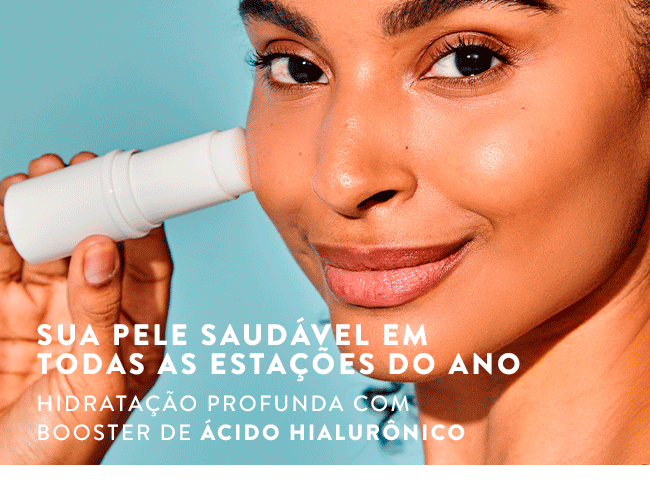 SUA PELE SAUDÁVEL EM
TODAS AS ESTAÇÕES DO ANO
HIDRATAÇÃO PROFUNDA COM
BOOSTER DE ÁCIDO HIALURÔNICO